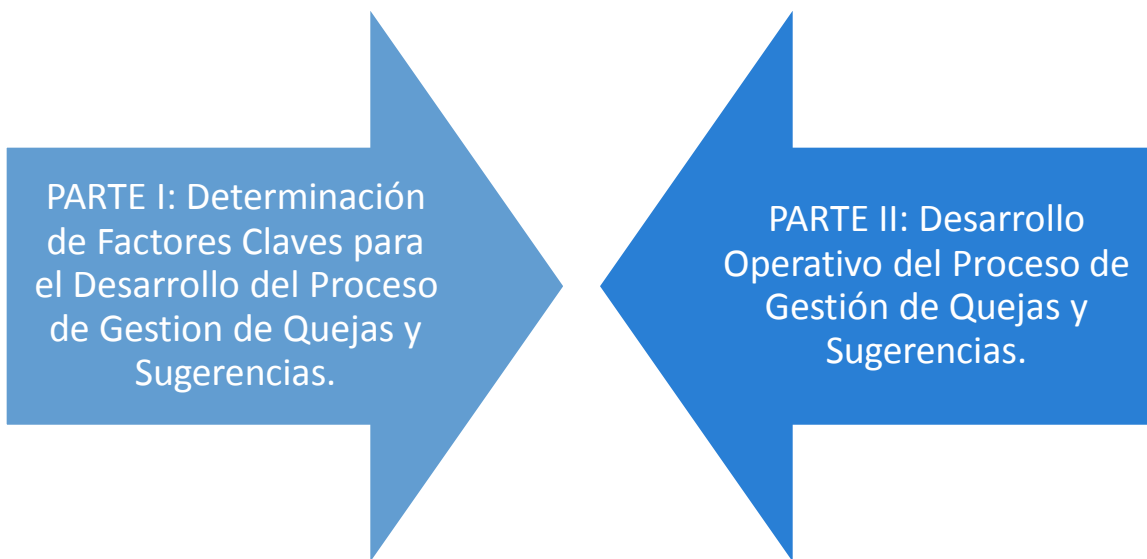 PARTE I: Determinación
de Factores Claves para
el Desarrollo del Proceso
de Gestion de Quejas y
Sugerencias.
PARTE II: Desarrollo
Operativo del Proceso de
Gestión de Quejas y
Sugerencias.